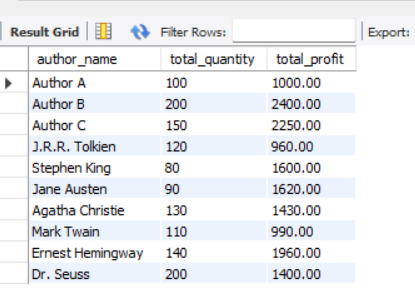 Result Grid Filter Rows: Export:
author_name total_quantity total_profit
Author A 100 1000.00
Author B 200 2400.00
Author C 150 2250.00
J.R.R. Tolkien 120 960.00
Stephen King 80 1600.00
Jane Austen 90 1620.00
Agatha Christie 130 1430.00
Mark Twain 110 990.00
Ernest Hemingway 140 1960.00
Dr. Seuss 200 1400.00